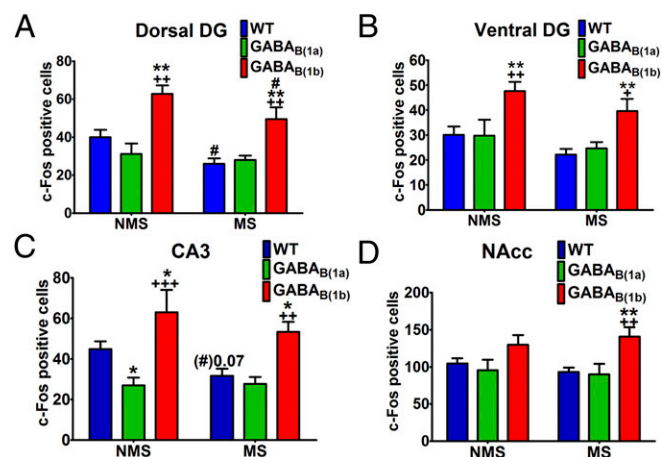 A
Dorsal DG
WT
GABAB(1a)
GABAB(1b)
c-Fos positive cells
80
60
40
20
0
**
++
#
#
**
++
NMS
MS
B
Ventral DG
WT
GABAB(1a)
GABAB(1b)
c-Fos positive cells
60
50
40
30
20
10
0
**
++
**
+
NMS
MS
C
CA3
WT
GABAB(1a)
GABAB(1b)
c-Fos positive cells
80
60
40
20
0
*
*
+++
(#)0.07
*
++
NMS
MS
D
NAcc
WT
GABAB(1a)
GABAB(1b)
c-Fos positive cells
200
150
100
50
0
**
++
NMS
MS